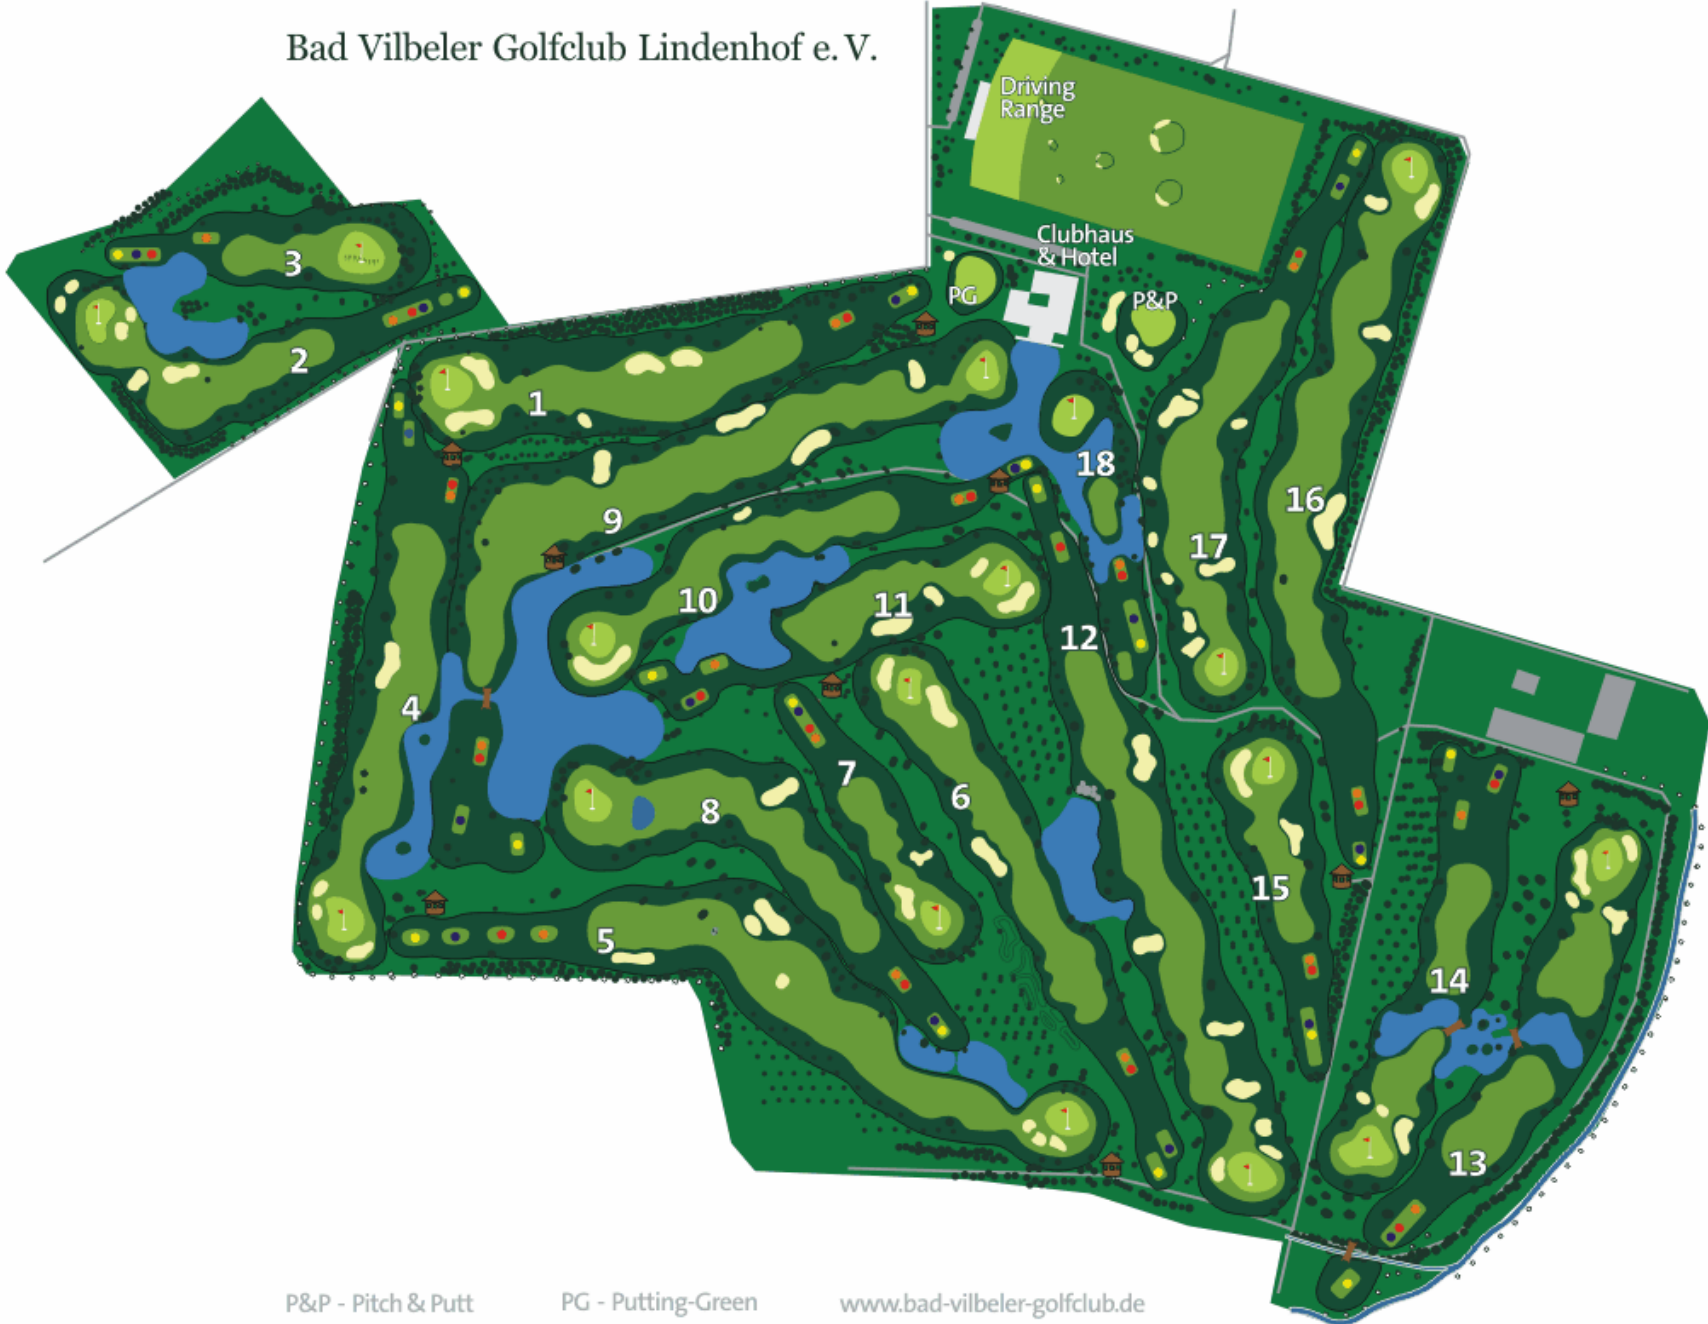 Bad Vilbeler Golfclub Lindenhof e. V.
Driving
Range
Clubhaus
& Hotel
PG
P&P
3
2
1
18
9
16
17
10
11
12
4
7
6
8
15
5
14
13
P&P - Pitch & Putt
PG - Putting-Green
www.bad-vilbeler-golfclub.de